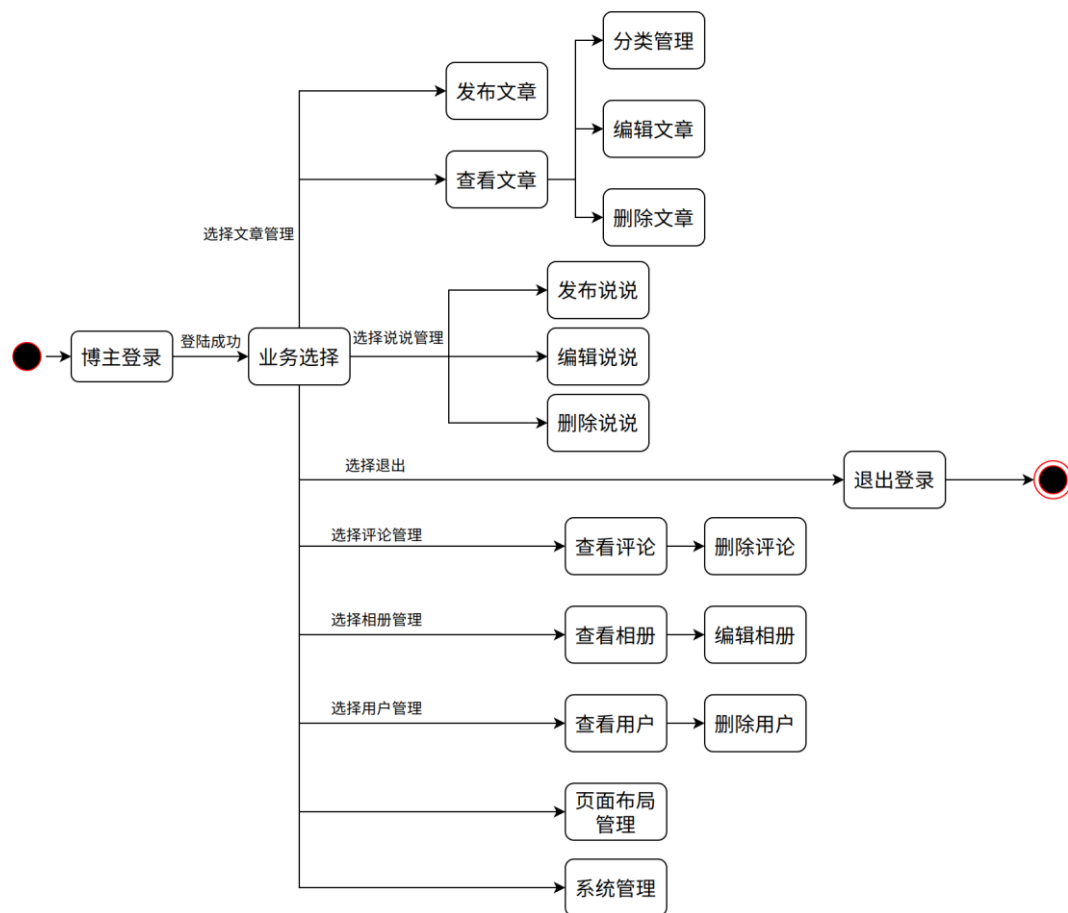 分类管理
发布文章
编辑文章
查看文章
删除文章
选择文章管理
发布说说
博主登录
登陆成功
业务选择
选择说说管理
编辑说说
删除说说
选择退出
退出登录
选择评论管理
查看评论
删除评论
选择相册管理
查看相册
编辑相册
选择用户管理
查看用户
删除用户
页面布局
管理
系统管理